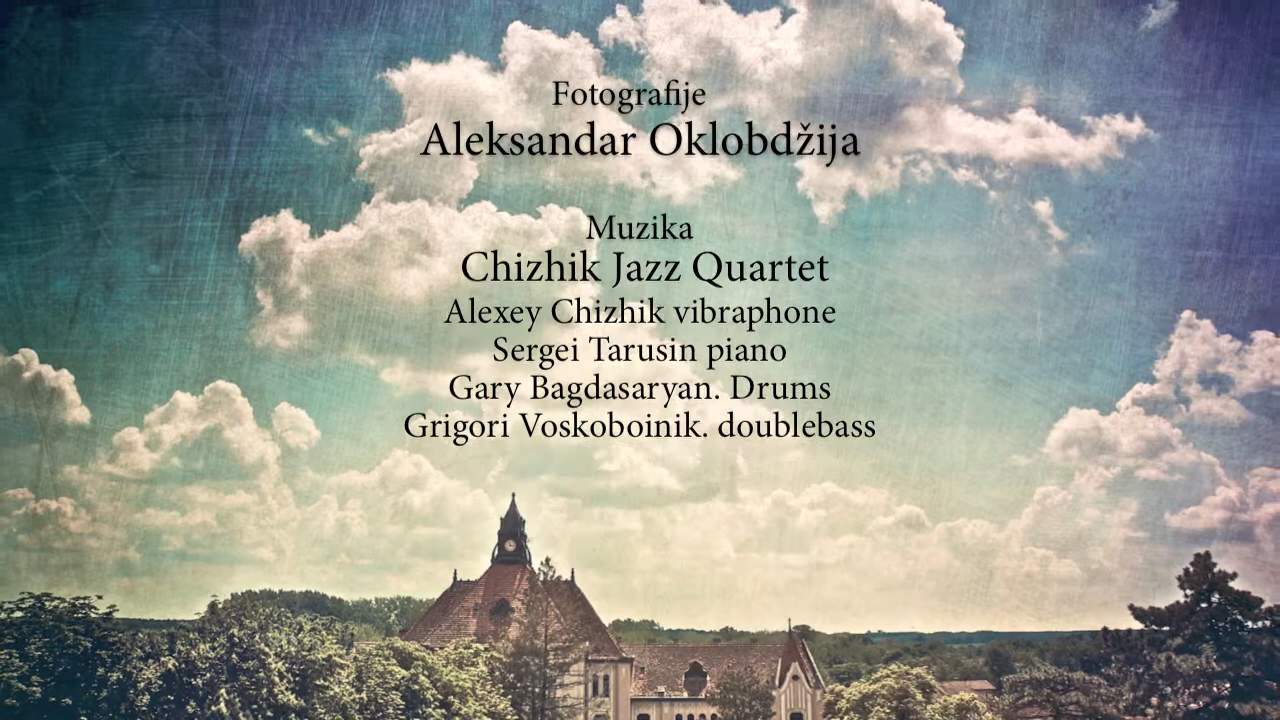 Fotografije
Aleksandar Oklobdžija
Muzika
Chizhik Jazz Quartet
Alexey Chizhik vibraphone
Sergei Tarusin piano
Gary Bagdasaryan. Drums
Grigori Voskoboinik. doublebass